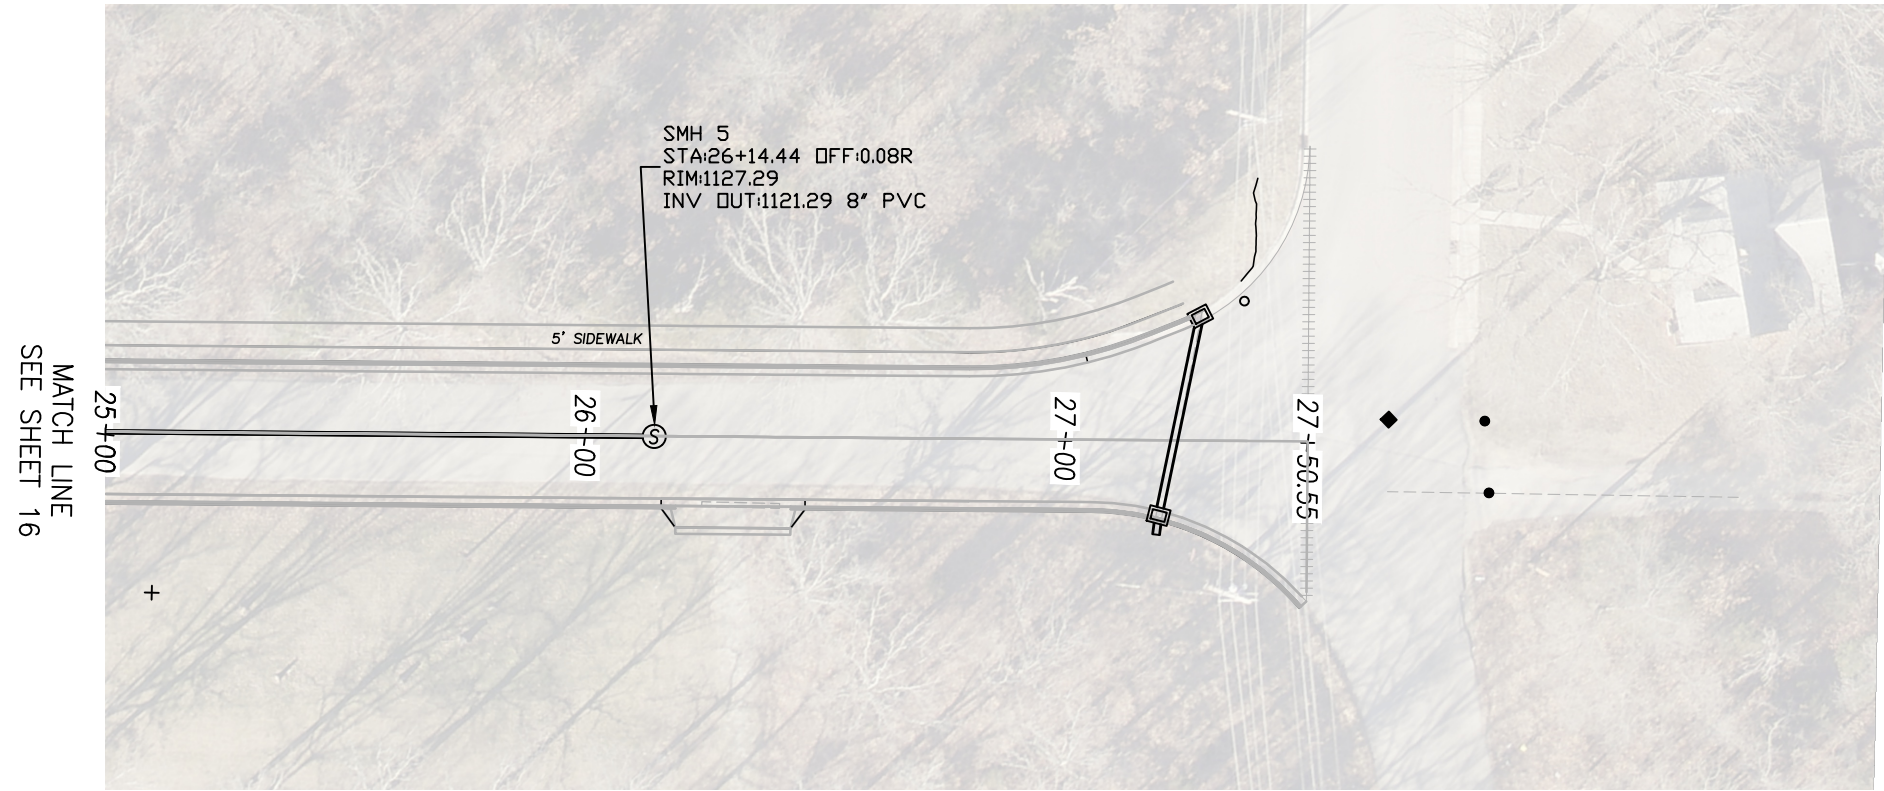 SMH 5
STA:26+14.44 OFF:0.08R
RIM:1127.29
INV OUT:1121.29 8" PVC
5' SIDEWALK
MATCH LINE
SEE SHEET 16
25+00
26+00
27+00
27+50.55
S